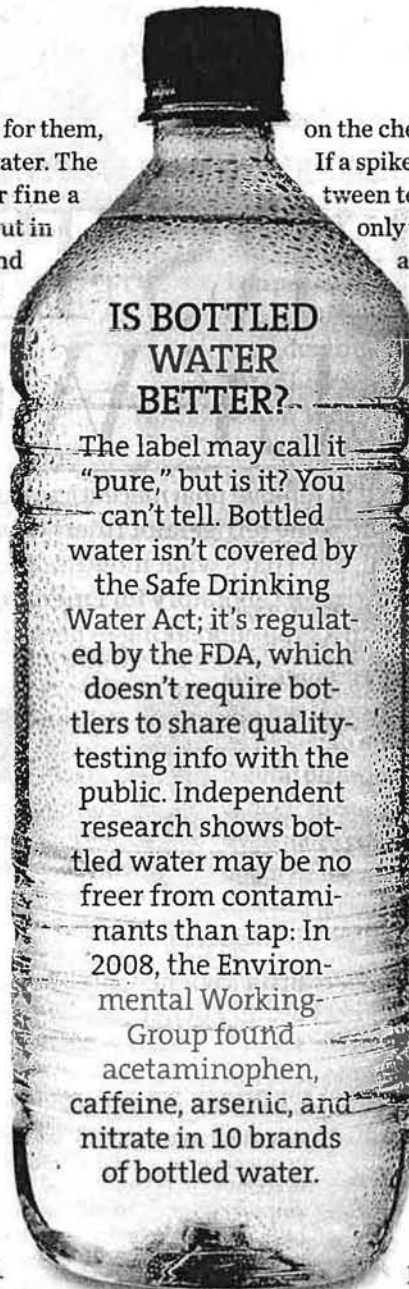 for them,
ater. The
r fine a
ut in
nd
on the che
If a spike
tween te
only
a
IS BOTTLED
WATER
BETTER?
The label may call it
"pure," but is it? You
can't tell. Bottled
water isn't covered by
the Safe Drinking
Water Act; it's regulat-
ed by the FDA, which
doesn't require bot-
tlers to share quality-
testing info with the
public. Independent
research shows bot-
tled water may be no
freer from contami-
nants than tap: In
2008, the Environ-
mental Working
Group found
acetaminophen,
caffeine, arsenic, and
nitrate in 10 brands
of bottled water.